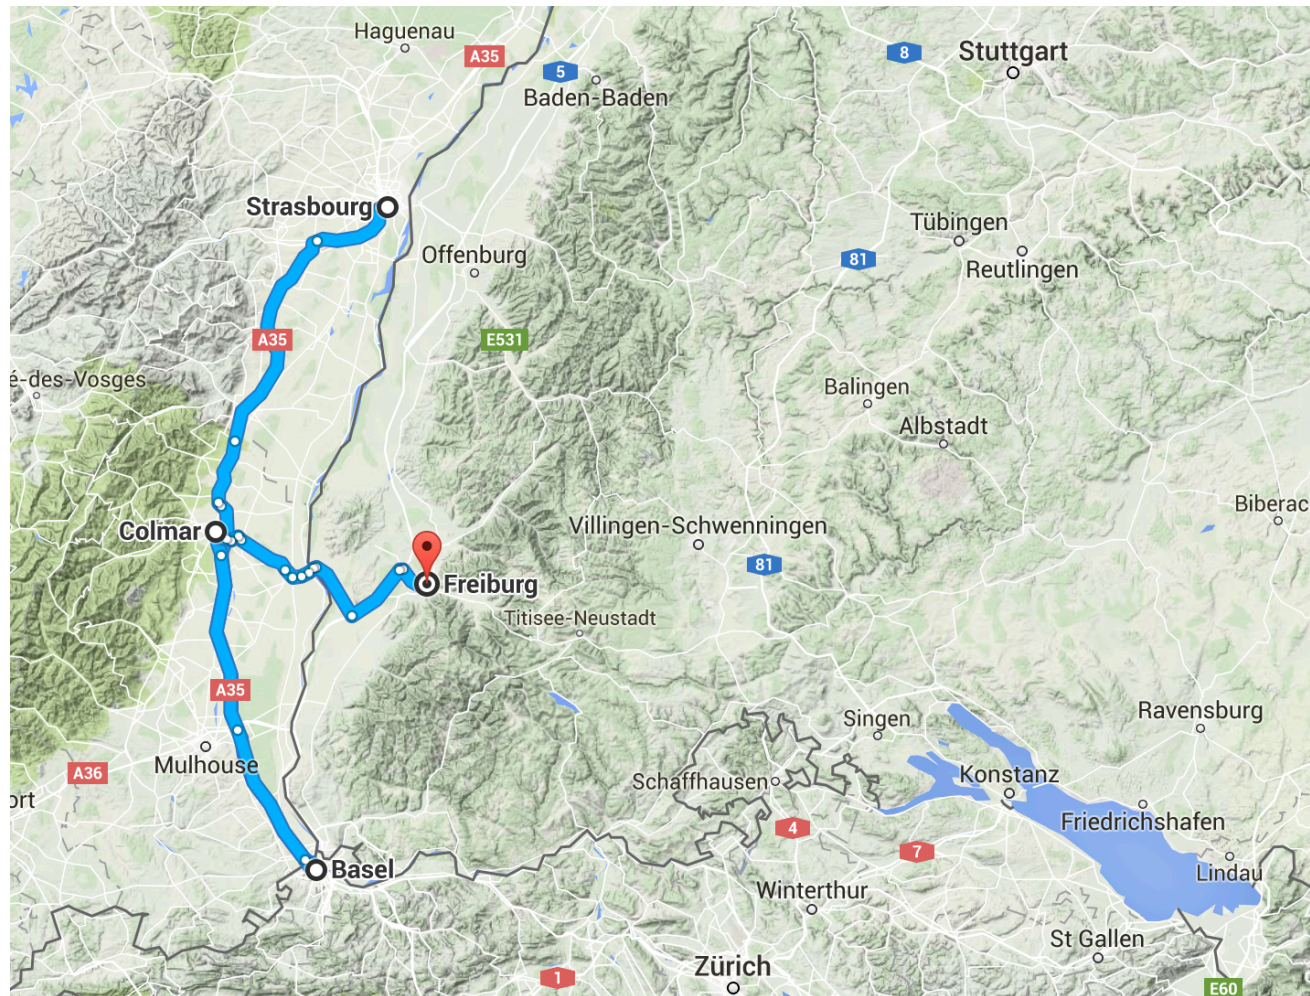 Haguenau
A35
5
8
Stuttgart
Baden-Baden
Strasbourg
Offenburg
Tübingen
81
Reutlingen
A35
E531
é-des-Vosges
Balingen
Albstadt
Biberac
Colmar
Villingen-Schwenningen
81
Freiburg
Titisee-Neustadt
A35
Singen
Ravensburg
Mulhouse
A36
Schaffhausen
Konstanz
ort
4
Friedrichshafen
7
Lindau
Basel
Winterthur
St Gallen
Zürich
1
E60